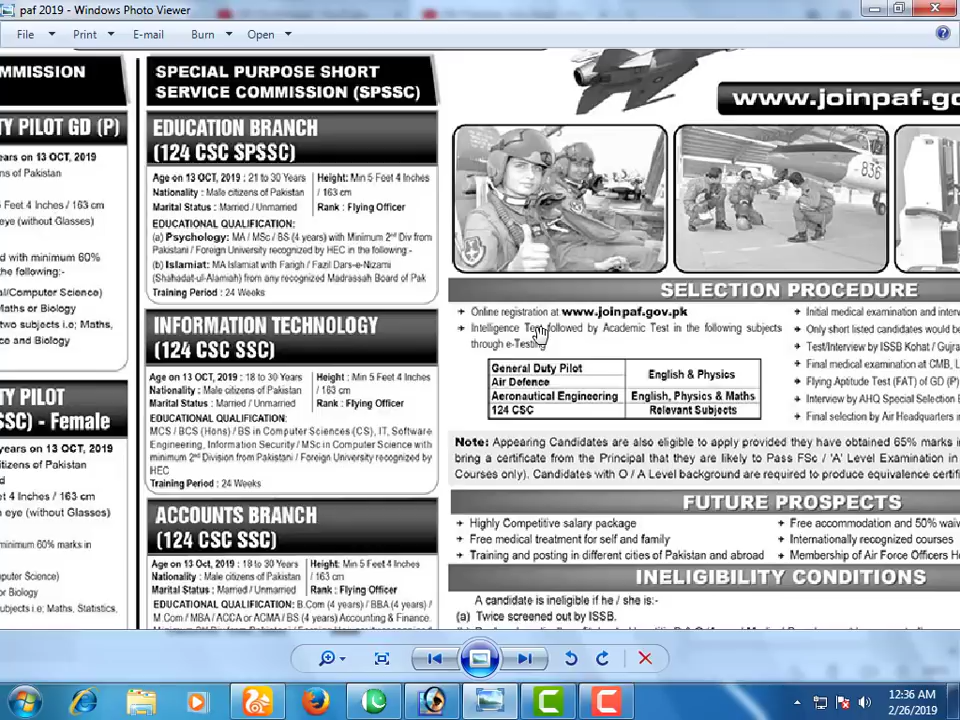 paf 2019 - Windows Photo Viewer
File Print E-mail Burn Open
MMISSION
TY PILOT GD (P)
ears on 13 OCT, 2019
ens of Pakistan
Feet 4 Inches / 163 cm
eye (without Glasses)
ed with minimum 60%
the following:-
al/Computer Science)
Maths or Biology
two subjects i.e; Maths,
ce and Biology
TY PILOT
SSC) - Female
ears on 13 OCT, 2019
itizens of Pakistan
ed
et 4 Inches / 163 cm
n eye (without Glasses)
minimum 60% marks in
puter Science)
or Biology
ubjects i.e; Maths, Statistics,
SPECIAL PURPOSE SHORT
SERVICE COMMISSION (SPSSC)
EDUCATION BRANCH
(124 CSC SPSSC)
Age on 13 OCT, 2019 : 21 to 30 Years
Nationality : Male citizens of Pakistan
Marital Status : Married / Unmarried
Height: Min 5 Feet 4 Inches
/ 163 cm
Rank : Flying Officer
EDUCATIONAL QUALIFICATION:
(a) Psychology: MA / MSc / BS (4 years) with Minimum 2nd Div from
Pakistani / Foreign University recognized by HEC in the following:-
(b) Islamiat: MA Islamiat with Farigh / Fazil Dars-e-Nizami
(Shahadat-ul-Alamiah) from any recognized Madrassah Board of Pak
Training Period : 24 Weeks
INFORMATION TECHNOLOGY
(124 CSC SSC)
Age on 13 Oct, 2019 : 18 to 30 Years
Nationality : Male citizens of Pakistan
Marital Status : Married / Unmarried
Height : Min 5 Feet 4 Inches
/ 163 cm
Rank : Flying Officer
EDUCATIONAL QUALIFICATION:
MCS / BCS (Hons) / BS in Computer Sciences (CS), IT, Software
Engineering, Information Security / MSc in Computer Science with
minimum 2nd Division from Pakistani / Foreign University recognized by
HEC
Training Period : 24 Weeks
ACCOUNTS BRANCH
(124 CSC SSC)
Age on 13 Oct, 2019 : 18 to 30 Years
Nationality : Male citizens of Pakistan
Marital Status : Married / Unmarried
Height: Min 5 Feet 4 Inches
/ 163 cm
Rank : Flying Officer
EDUCATIONAL QUALIFICATION: B.Com (4 years) / BBA (4 years) /
M.Com / MBA / ACCA or ACMA / BS (4 years) Accounting & Finance.
www.joinpaf.go
836
SELECTION PROCEDURE
Online registration at www.joinpaf.gov.pk
Intelligence Test followed by Academic Test in the following subjects
through e-Testing
General Duty Pilot
Air Defence
English & Physics
Aeronautical Engineering English, Physics & Maths
124 CSC Relevant Subjects
Initial medical examination and interv
Only short listed candidates would be
Test/Interview by ISSB Kohat / Gujra
Final medical examination at CMB, L
Flying Aptitude Test (FAT) of GD (P)
Interview by AHQ Special Selection B
Final selection by Air Headquarters i
Note: Appearing Candidates are also eligible to apply provided they have obtained 65% marks in
bring a certificate from the Principal that they are likely to Pass FSc / 'A' Level Examination in
Courses only). Candidates with O / A Level background are required to produce equivalence certif
FUTURE PROSPECTS
Highly Competitive salary package
Free medical treatment for self and family
Training and posting in different cities of Pakistan and abroad
Free accommodation and 50% waiv
Internationally recognized courses
Membership of Air Force Officers Ho
INELIGIBILITY CONDITIONS
A candidate is ineligible if he / she is:-
(a) Twice screened out by ISSB.
12:36 AM
2/26/2019